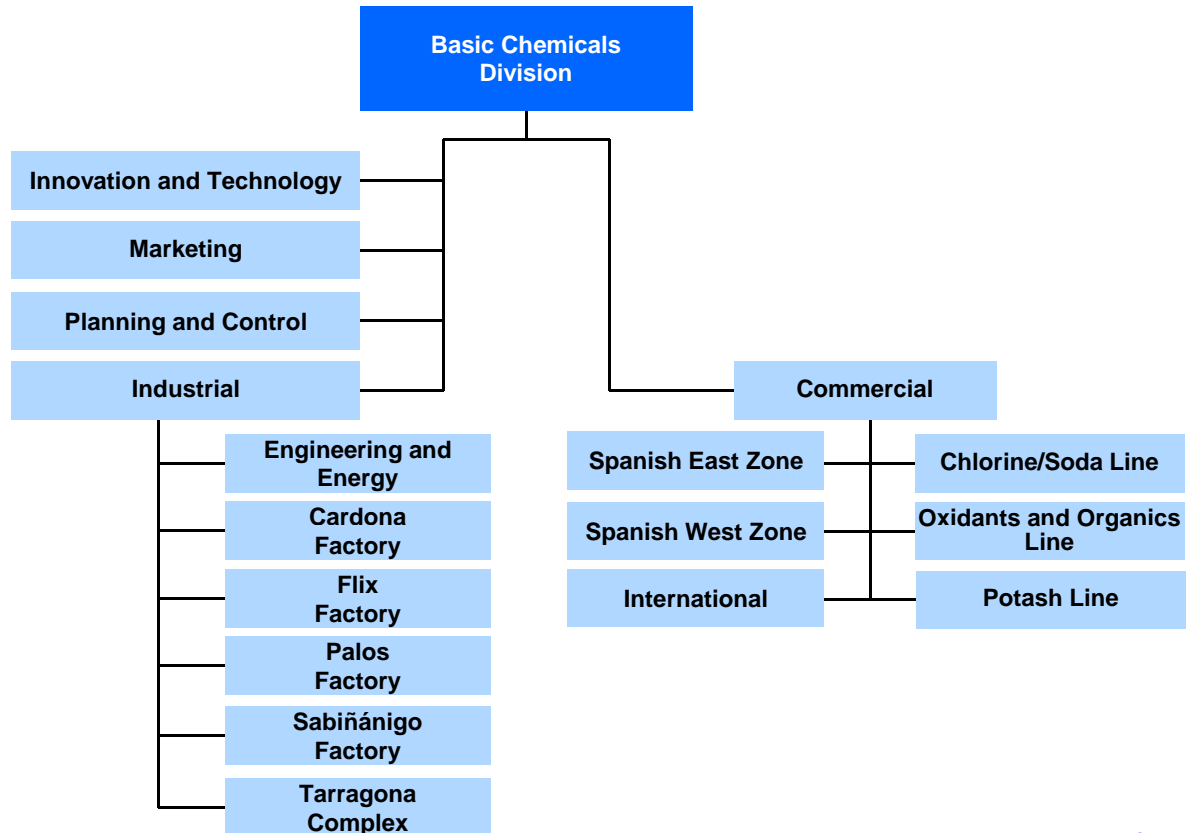 Basic Chemicals
Division
Innovation and Technology
Marketing
Planning and Control
Industrial
Engineering and
Energy
Cardona
Factory
Flix
Factory
Palos
Factory
Sabiñánigo
Factory
Tarragona
Complex
Commercial
Spanish East Zone
Spanish West Zone
International
Chlorine/Soda Line
Oxidants and Organics
Line
Potash Line